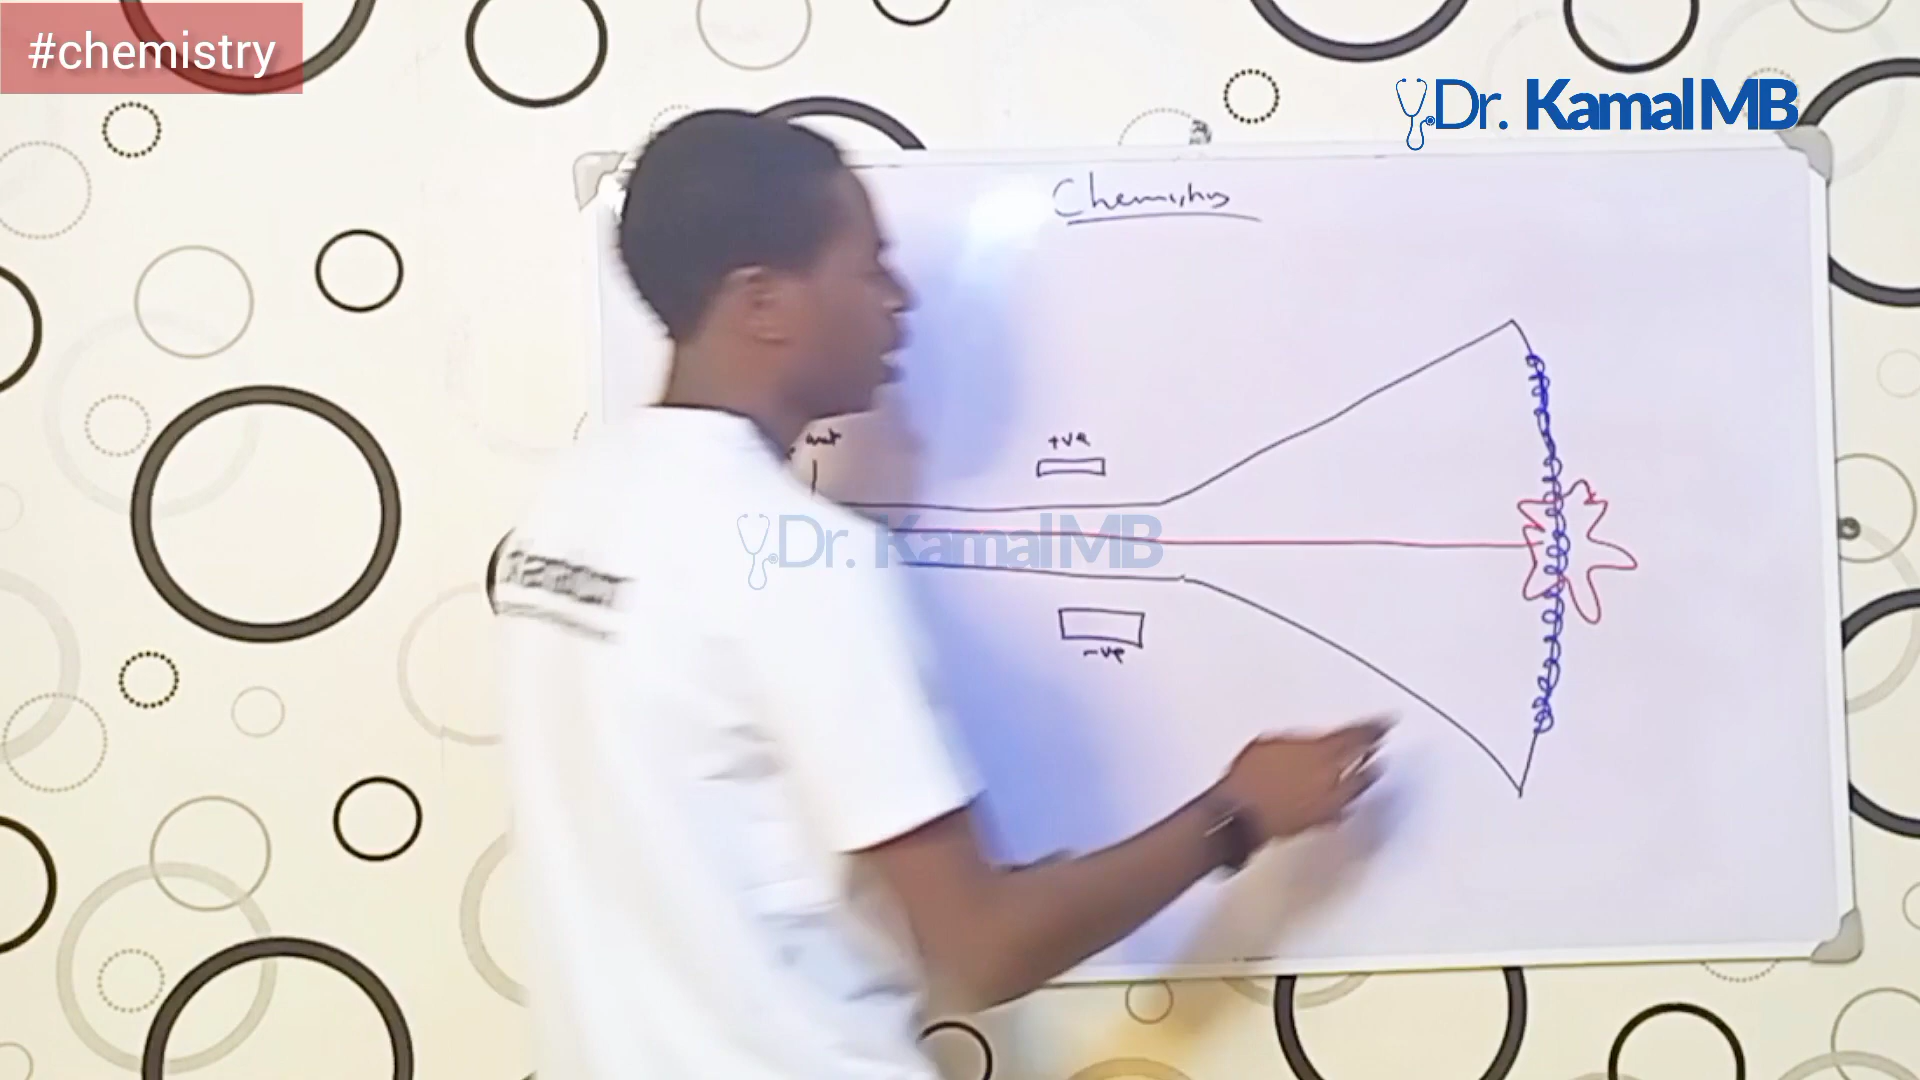 #chemistry
Dr. KamalMB
Chemistry
+ve
Dr. KamalMB
-ve